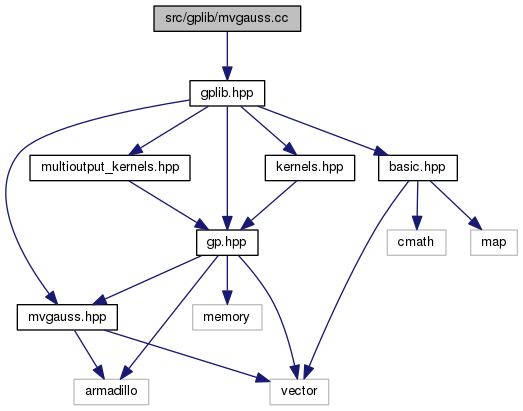 src/gplib/mvgauss.cc
gplib.hpp
multioutput_kernels.hpp
kernels.hpp
basic.hpp
gp.hpp
cmath
map
mvgauss.hpp
memory
armadillo
vector